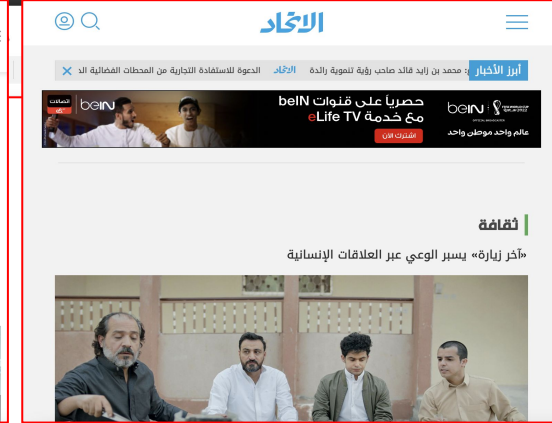 الاتحاد
أبرز الأخبار
: محمد بن زايد قائد صاحب رؤية تنموية رائدة الاتحاد الدعوة للاستفادة التجارية من المحطات الفضائية الد
اتصالات
beIN
حصرياً على قنوات beIN
مع خدمة eLife TV
اشترك الآن
beIN
عالم واحد موطن واحد
ثقافة
«آخر زيارة» يسبر الوعي عبر العلاقات الإنسانية